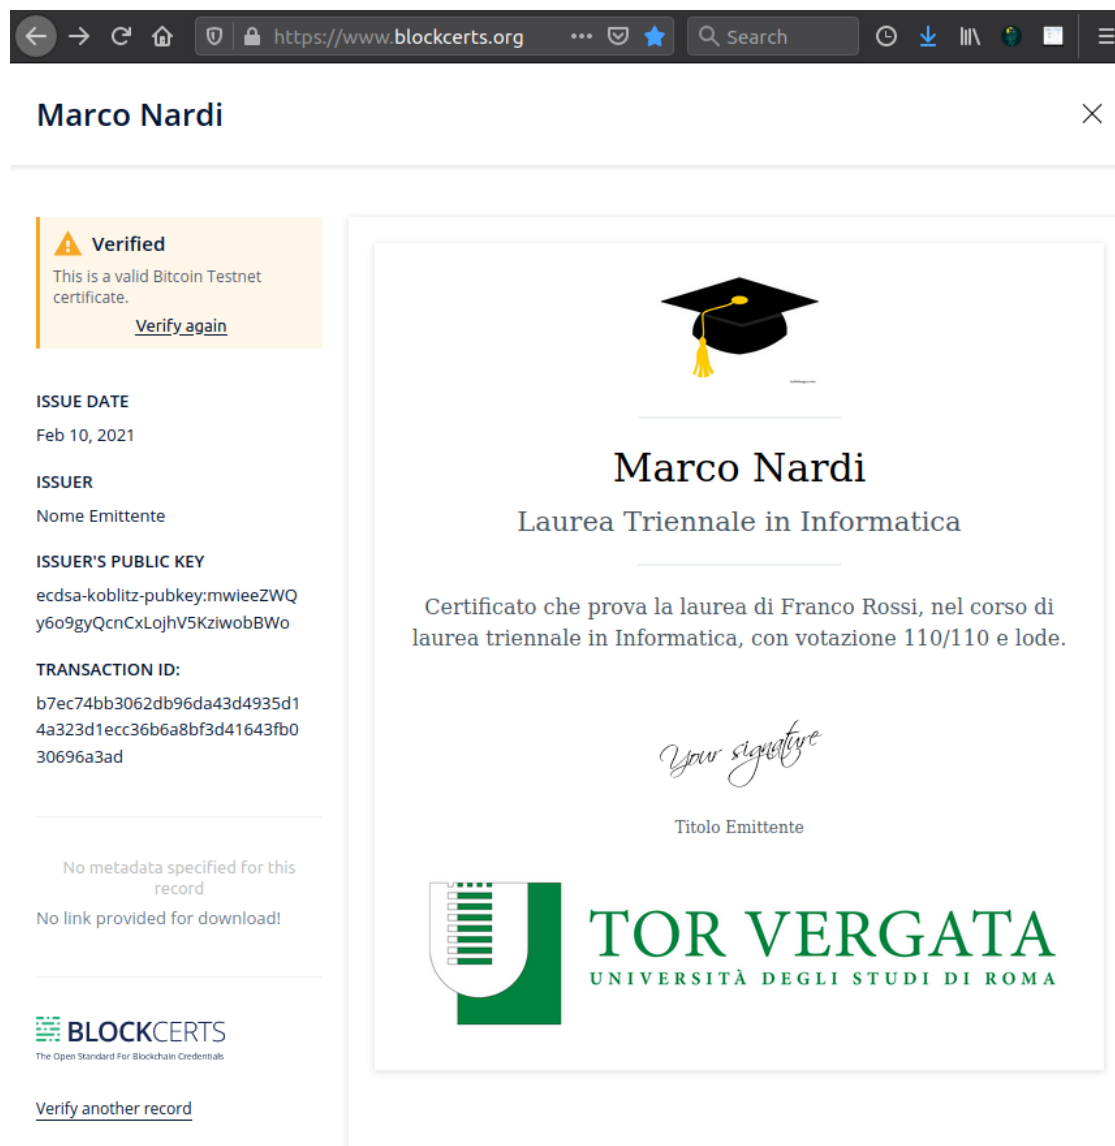 https://www.blockcerts.org
Search
Marco Nardi
Verified
This is a valid Bitcoin Testnet
certificate.
Verify again
ISSUE DATE
Feb 10, 2021
ISSUER
Nome Emittente
ISSUER'S PUBLIC KEY
ecdsa-koblitz-pubkey:mwieeZWQ
y6o9gyQcnCxLojhV5KziwobBWo
TRANSACTION ID:
b7ec74bb3062db96da43d4935d1
4a323d1ecc36b6a8bf3d41643fb0
30696a3ad
No metadata specified for this
record
No link provided for download!
BLOCKCERTS
The Open Standard For Blockchain Credentials
Verify another record
Marco Nardi
Laurea Triennale in Informatica
Certificato che prova la laurea di Franco Rossi, nel corso di
laurea triennale in Informatica, con votazione 110/110 e lode.
Your signature
Titolo Emittente
TOR VERGATA
UNIVERSITÀ DEGLI STUDI DI ROMA